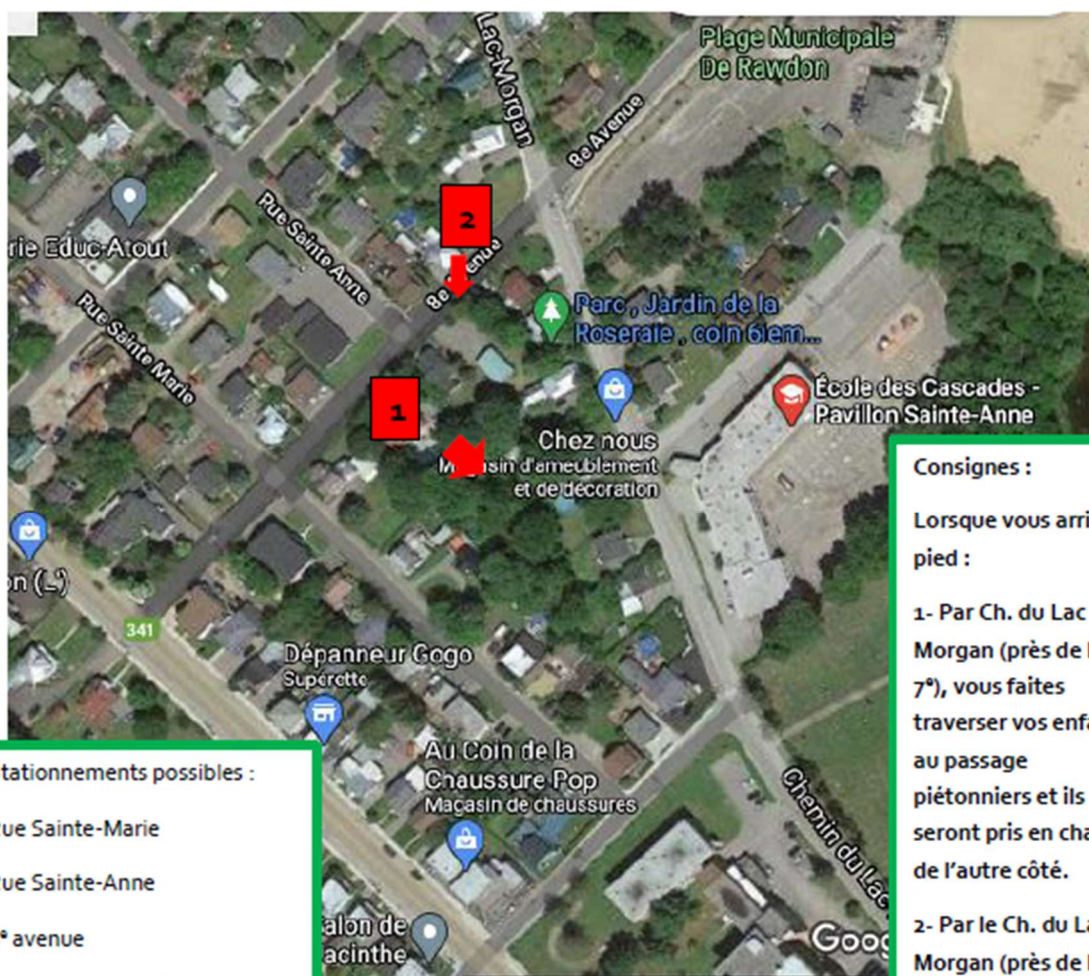 Lac-Morgan
Plage Municipale
De Rawdon
8e Avenue
2
rie Educ-Atout
Rue Sainte Anne
8e Avenue
Parc , Jardin de la
Roseraie , coin 6iem...
Rue Sainte Marie
1
École des Cascades -
Pavillon Sainte-Anne
Chez nous
Magasin d'ameublement
et de décoration
on (L')
341
Dépanneur Gogo
Supérette
Au Coin de la
Chaussure Pop
Magasin de chaussures
Chemin du Lac
alon de
acinthe
Goog
tationnements possibles :
ue Sainte-Marie
Rue Sainte-Anne
e avenue
Consignes :
Lorsque vous arri
pied :
1- Par Ch. du Lac
Morgan (près de l
7e), vous faites
traverser vos enfa
au passage
piétonniers et ils
seront pris en cha
de l'autre côté.
2- Par le Ch. du La
Morgan (près de l